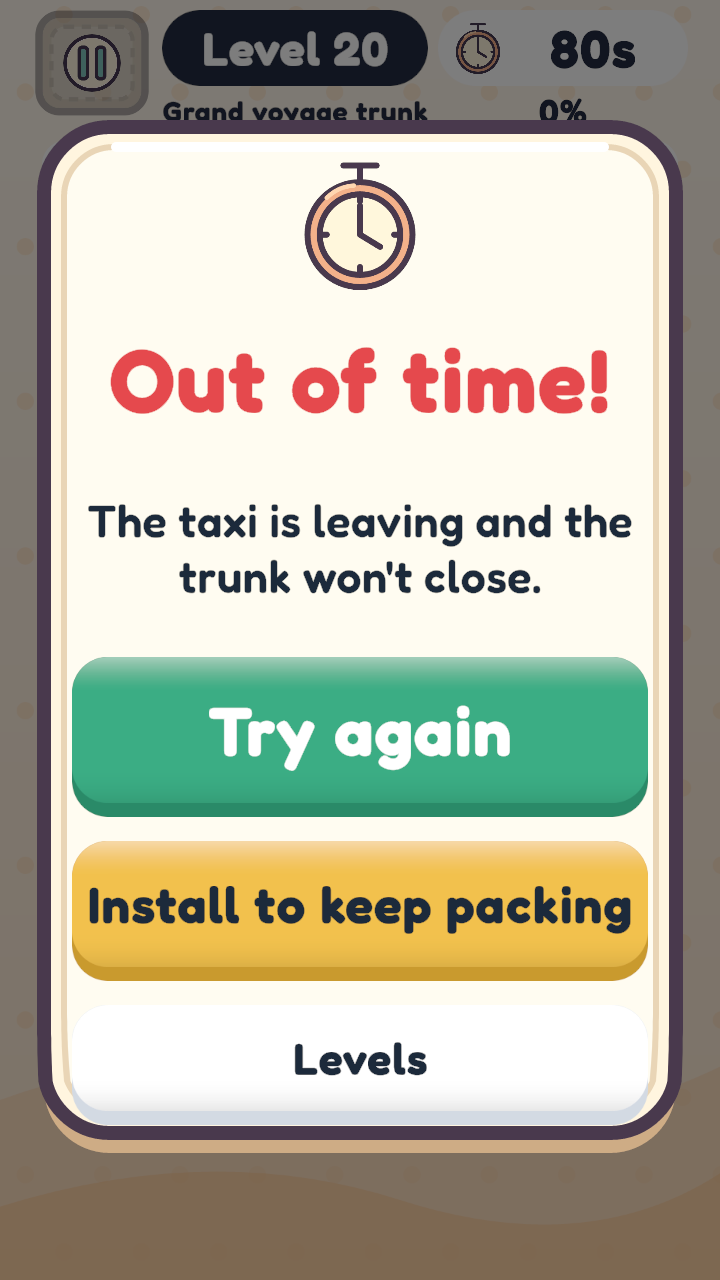 Level 20
80s
Grand voyage trunk
0%
Out of time!
The taxi is leaving and the
trunk won't close.
Try again
Install to keep packing
Levels